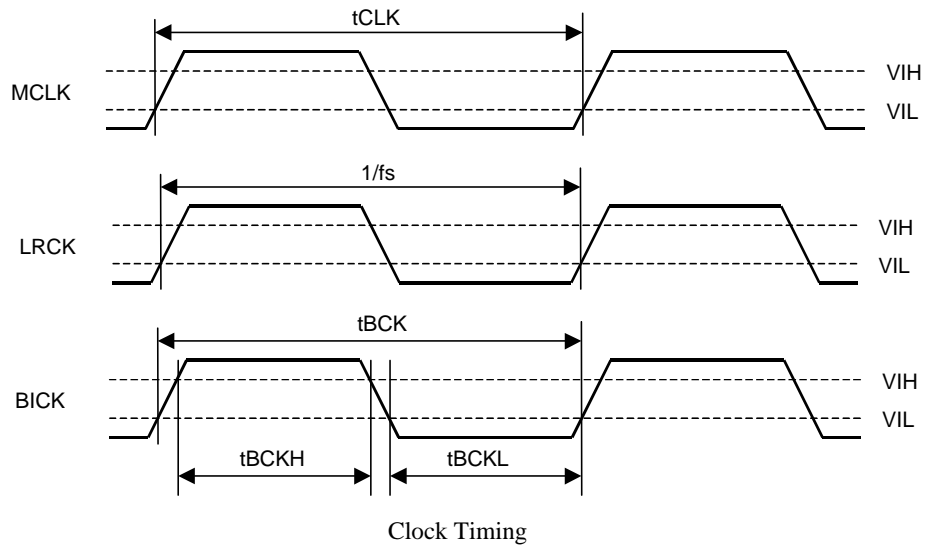 tCLK
VIH
MCLK
VIL
1/fs
VIH
LRCK
VIL
tBCK
VIH
BICK
VIL
tBCKH
tBCKL
Clock Timing